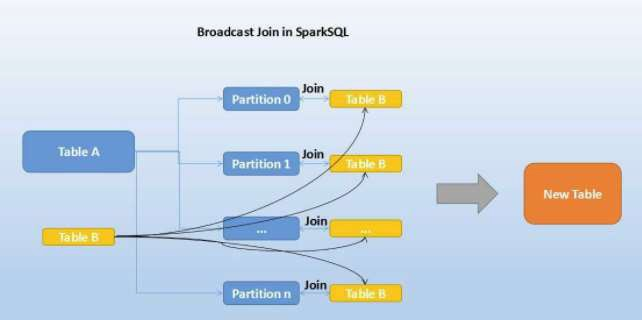 Broadcast Join in SparkSQL
Join
Partition 0
Table B
Table A
Join
Partition 1
Table B
New Table
Table B
Join
...
...
Join
Partition n
Table B